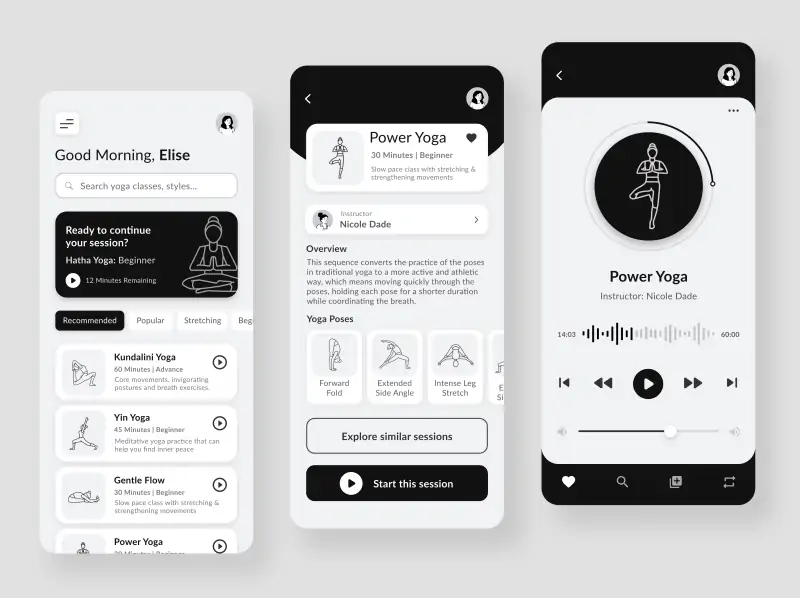 Good Morning, Elise
Search yoga classes, styles...
Ready to continue
your session?
Hatha Yoga: Beginner
12 Minutes Remaining
Recommended
Popular
Stretching
Kundalini Yoga
60 Minutes | Advance
Core movements, invigorating
postures and breath exercises.
Yin Yoga
45 Minutes | Beginner
Meditative yoga practice that can
help you find inner peace
Gentle Flow
30 Minutes | Beginner
Slow pace class with stretching &
strengthening movements
Power Yoga
30 Minutes | Beginner
Power Yoga
30 Minutes | Beginner
Slow pace class with stretching &
strengthening movements
Instructor
Nicole Dade
Overview
This sequence converts the practice of the poses
in traditional yoga to a more active and athletic
way, which means moving quickly through the
poses, holding each pose for a shorter duration
while coordinating the breath.
Yoga Poses
Forward
Fold
Extended
Side Angle
Intense Leg
Stretch
Explore similar sessions
Start this session
Power Yoga
Instructor: Nicole Dade
14:03
60:00